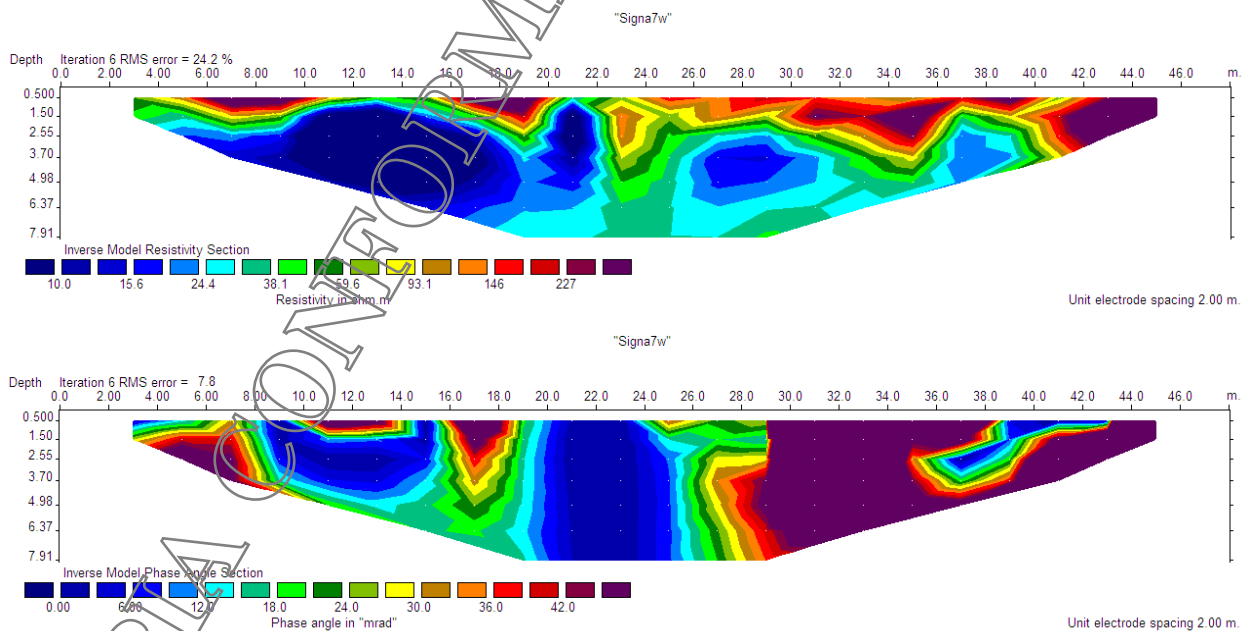 "Signa7w"
Depth Iteration 6 RMS error = 24.2 %
0.0 2.00 4.00 6.00 8.00 10.0 12.0 14.0 16.0 18.0 20.0 22.0 24.0 26.0 28.0 30.0 32.0 34.0 36.0 38.0 40.0 42.0 44.0 46.0 m.
0.500
1.50
2.55
3.70
4.98
6.37
7.91
Inverse Model Resistivity Section
10.0 15.6 24.4 38.1 59.6 93.1 146 227
Resistivity in ohm.m
Unit electrode spacing 2.00 m.
"Signa7w"
Depth Iteration 6 RMS error = 7.8
0.0 2.00 4.00 6.00 8.00 10.0 12.0 14.0 16.0 18.0 20.0 22.0 24.0 26.0 28.0 30.0 32.0 34.0 36.0 38.0 40.0 42.0 44.0 46.0 m.
0.500
1.50
2.55
3.70
4.98
6.37
7.91
Inverse Model Phase Angle Section
0.00 6.00 12.0 18.0 24.0 30.0 36.0 42.0
Phase angle in "mrad"
Unit electrode spacing 2.00 m.
PIA CONFORM